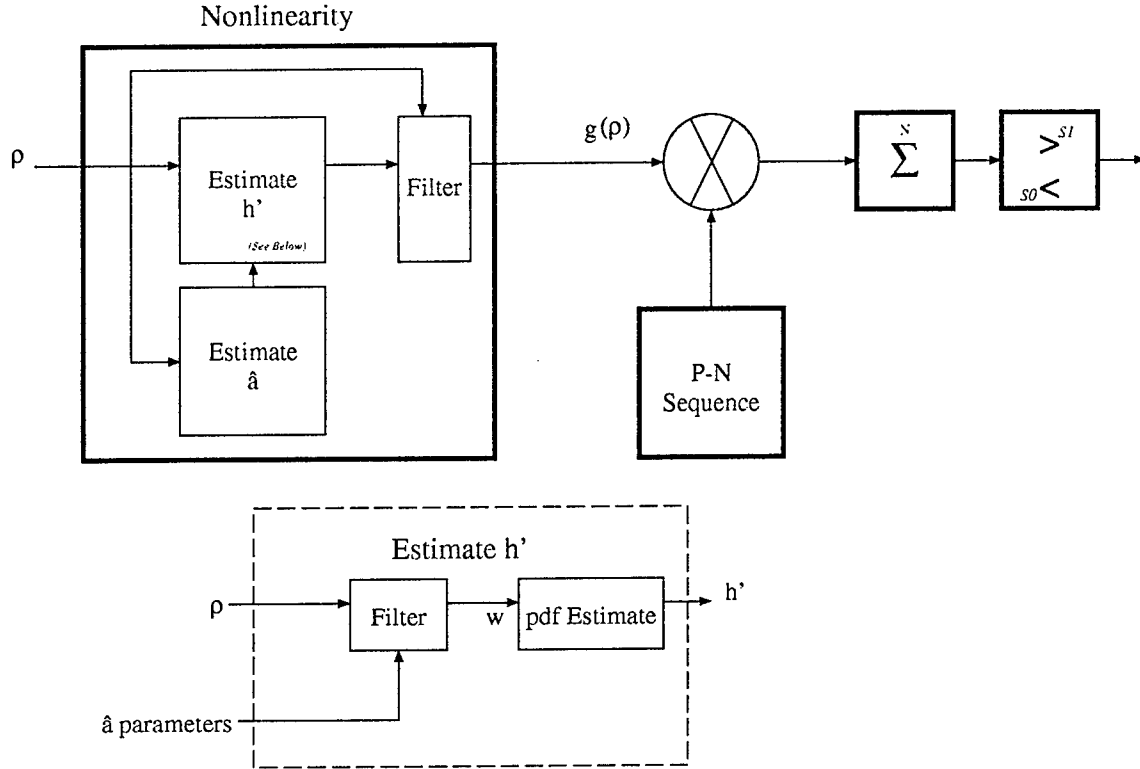 Nonlinearity
ρ
Estimate
h'
(See Below)
Filter
Estimate
â
g(ρ)
P-N
Sequence
N
Σ
> S1
S0 <
Estimate h'
ρ
Filter
w
pdf Estimate
h'
â parameters